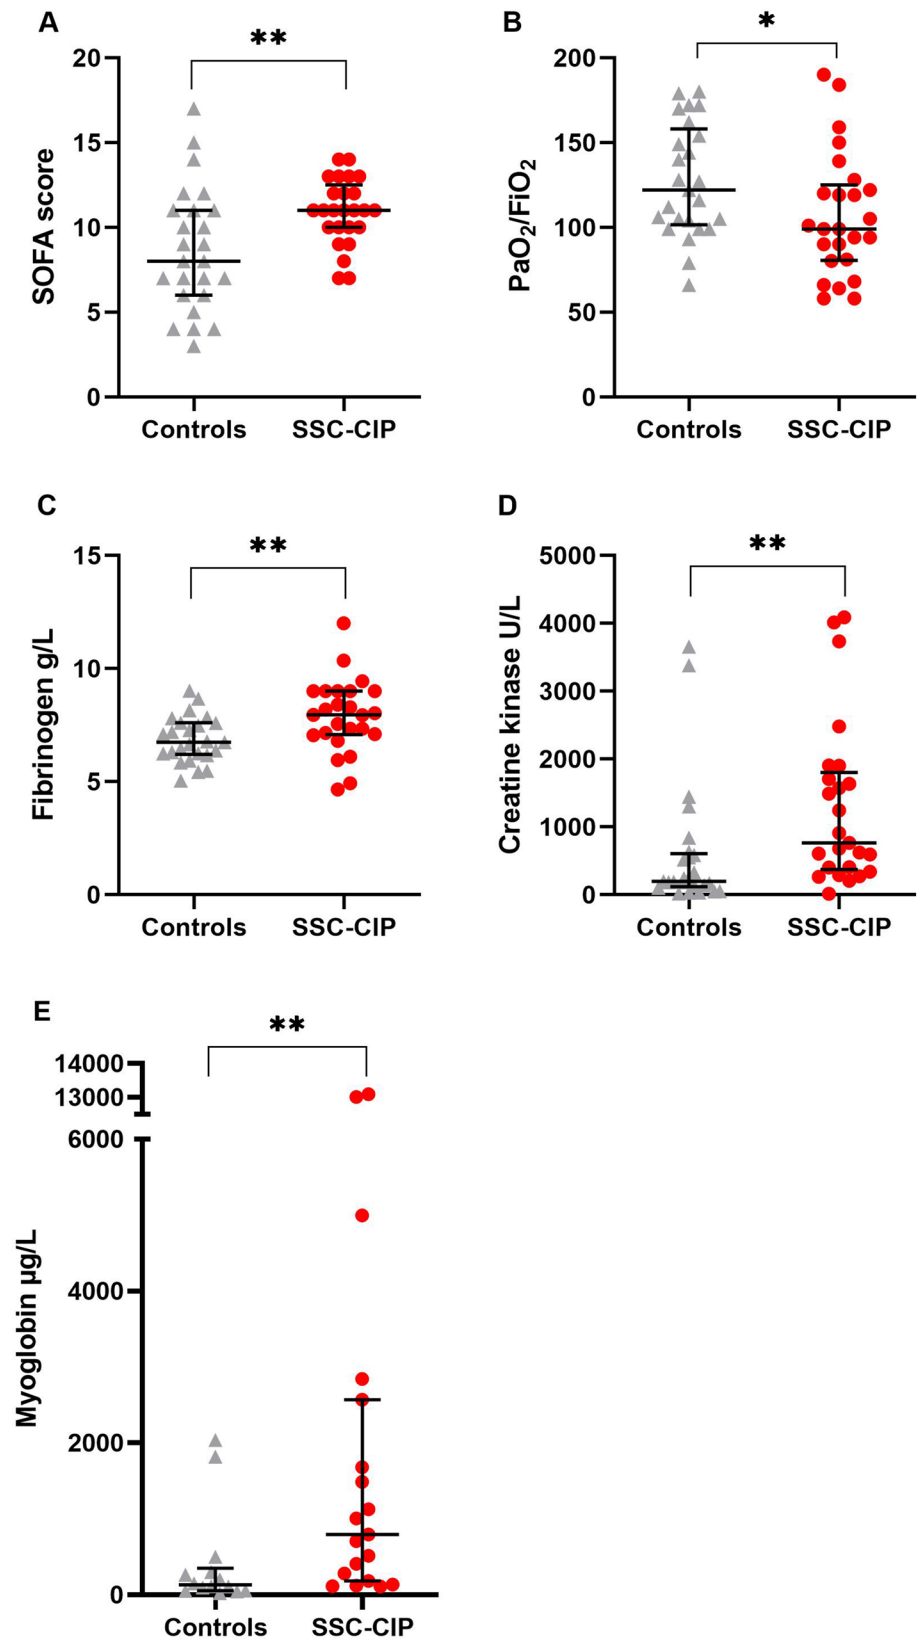 A
**
20
15
10
5
0
SOFA score
Controls
SSC-CIP
B
*
200
150
100
50
0
PaO2/FiO2
Controls
SSC-CIP
C
**
15
10
5
0
Fibrinogen g/L
Controls
SSC-CIP
D
**
5000
4000
3000
2000
1000
0
Creatine kinase U/L
Controls
SSC-CIP
E
**
14000
13000
6000
4000
2000
0
Myoglobin µg/L
Controls
SSC-CIP